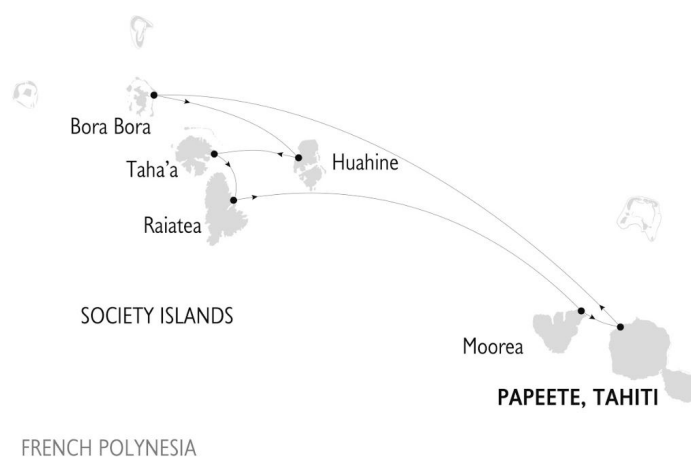 Bora Bora
Taha’a
Huahine
Raiatea
SOCIETY ISLANDS
Moorea
PAPEETE, TAHITI
FRENCH POLYNESIA